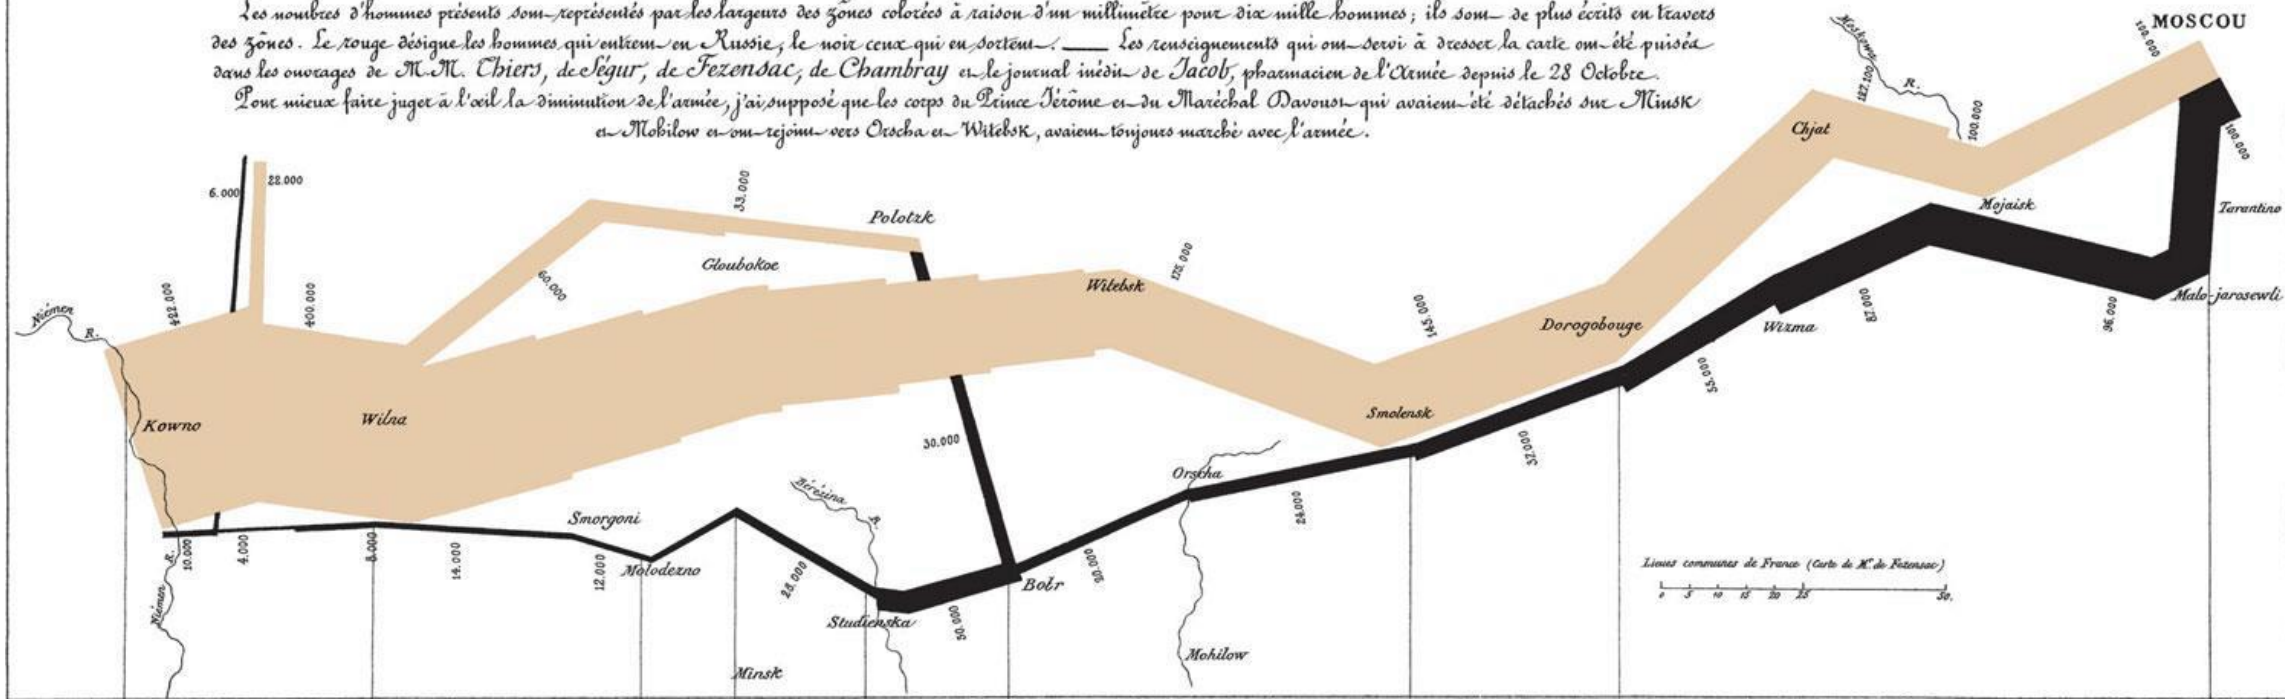 Les nombres d'hommes présents sont représentés par les largeurs des zônes colorées à raison d'un millimètre pour dix mille hommes; ils sont de plus écrits en travers
des zônes. Le rouge désigne les hommes qui entrent en Russie, le noir ceux qui en sortent. ___ Les renseignements qui ont servi à dresser la carte ont été puisés
dans les ouvrages de M.M. Thiers, de Ségur, de Fezensac, de Chambray et le journal inédit de Jacob, pharmacien de l'Armée depuis le 28 Octobre.
Pour mieux faire juger à l'œil la diminution de l'armée, j'ai supposé que les corps du Prince Jérôme et du Maréchal Davoust qui avaient été détachés sur Minsk
et Mohilow et ont rejoint vers Orscha et Witebsk, avaient toujours marché avec l'armée.
MOSCOU
100.000
Moskowa R.
127.100
100.000
Chjat
100.000
Mojaisk
Tarantino
Malo-jarosewli
6.000
22.000
33.000
Polotzk
Gloubokoe
60.000
175.000
Witebsk
422.000
400.000
Niémen R.
145.000
Dorogobouge
Wizma
87.000
96.000
55.000
Kowno
Wilna
Smolensk
37.000
30.000
Orscha
24.000
Bérézina R.
Smorgoni
Molodezno
10.000
4.000
8.000
14.000
12.000
28.000
Studienska
50.000
Bobr
20.000
Niémen R.
Minsk
Mohilow
Lieues communes de France (Carte de Mr. de Fezensac)
0 5 10 15 20 25 50.